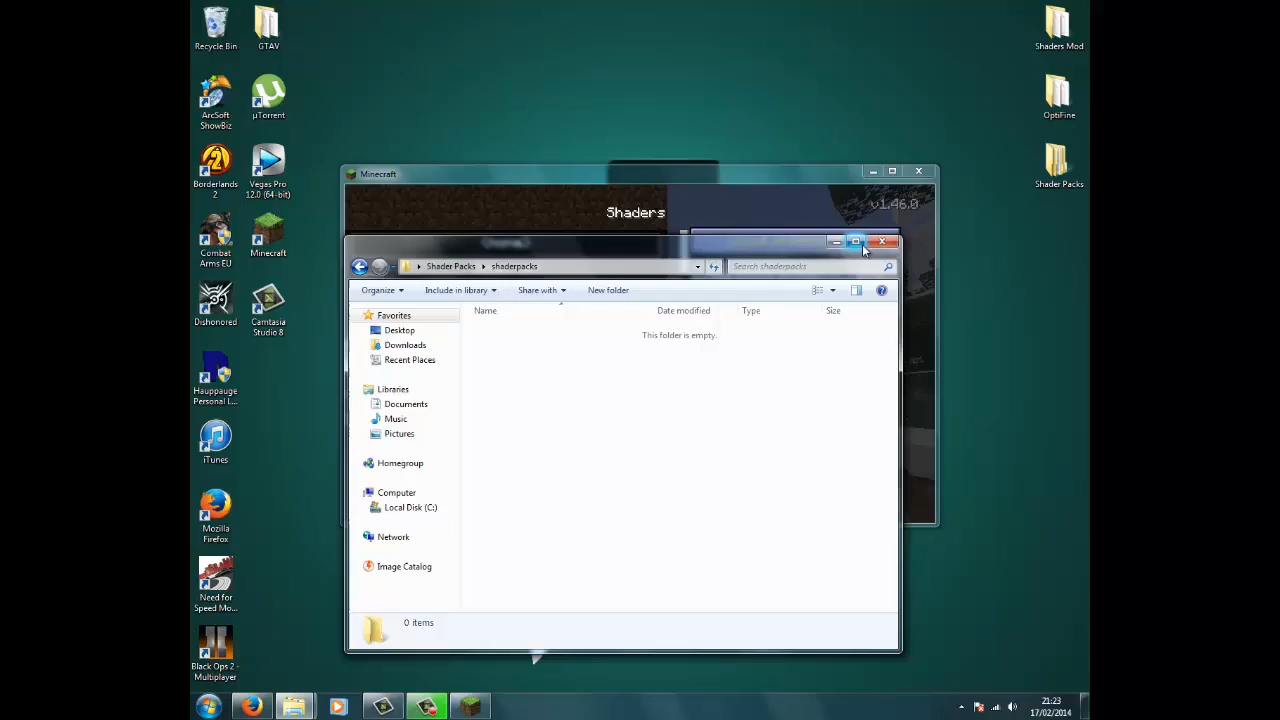 Recycle Bin
GTAV
ArcSoft
ShowBiz
µTorrent
Borderlands
2
Vegas Pro
12.0 (64-bit)
Combat
Arms EU
Minecraft
Dishonored
Camtasia
Studio 8
Hauppauge
Personal L...
iTunes
Mozilla
Firefox
Need for
Speed Mo...
Black Ops 2 -
Multiplayer
Shaders Mod
OptiFine
Shader Packs
Minecraft
Shaders
v1.46.0
(none)
Shader Packs
shaderpacks
Search shaderpacks
Organize
Include in library
Share with
New folder
Name
Date modified
Type
Size
This folder is empty.
Favorites
Desktop
Downloads
Recent Places
Libraries
Documents
Music
Pictures
Homegroup
Computer
Local Disk (C:)
Network
Image Catalog
0 items
21:23
17/02/2014